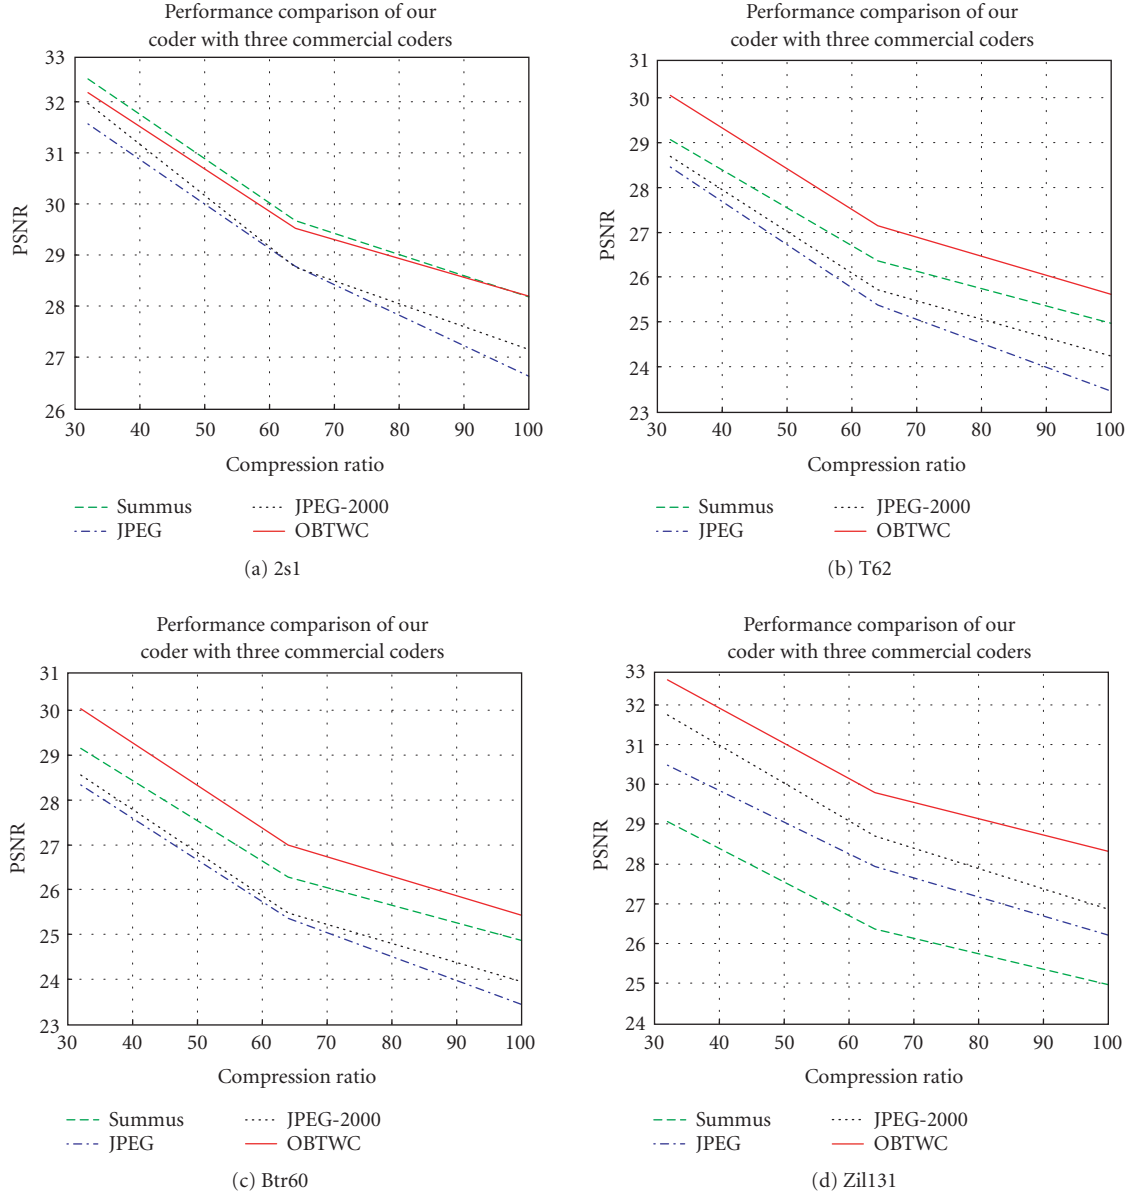 Performance comparison of our
coder with three commercial coders
33
32
31
30
29
28
27
26
PSNR
30 40 50 60 70 80 90 100
Compression ratio
Summus JPEG-2000
JPEG OBTWC
(a) 2s1
Performance comparison of our
coder with three commercial coders
31
30
29
28
27
26
25
24
23
PSNR
30 40 50 60 70 80 90 100
Compression ratio
Summus JPEG-2000
JPEG OBTWC
(b) T62
Performance comparison of our
coder with three commercial coders
31
30
29
28
27
26
25
24
23
PSNR
30 40 50 60 70 80 90 100
Compression ratio
Summus JPEG-2000
JPEG OBTWC
(c) Btr60
Performance comparison of our
coder with three commercial coders
33
32
31
30
29
28
27
26
25
24
PSNR
30 40 50 60 70 80 90 100
Compression ratio
Summus JPEG-2000
JPEG OBTWC
(d) Zil131